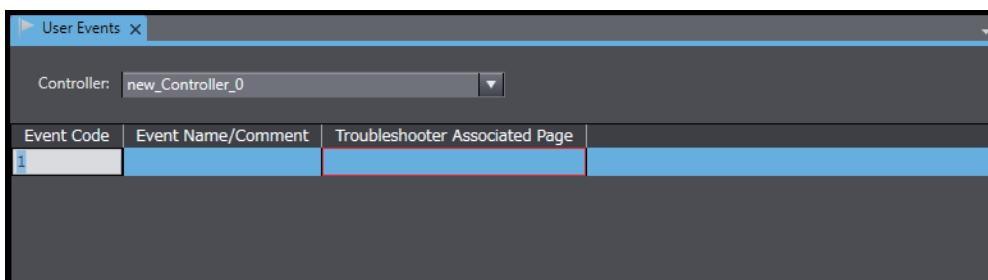 User Events
Controller: new_Controller_0
Event Code Event Name/Comment Troubleshooter Associated Page
1